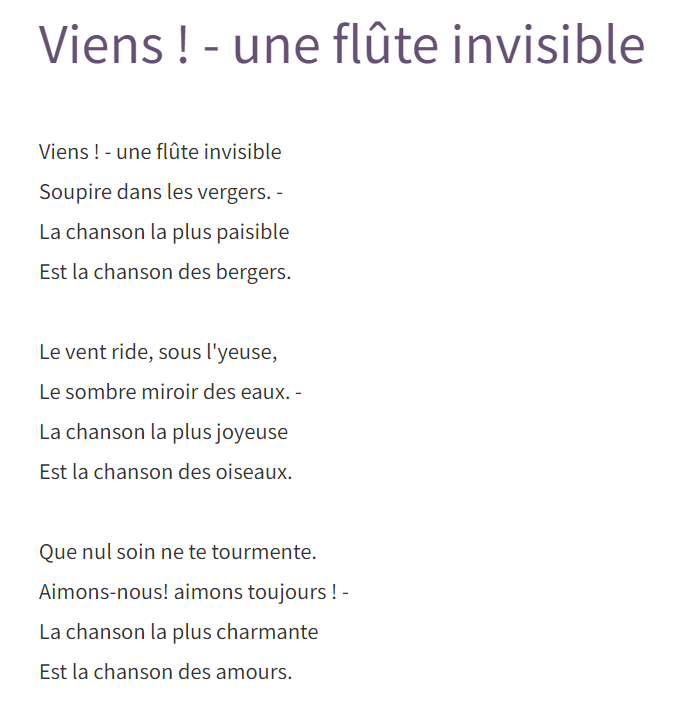 Viens ! - une flûte invisible
Viens ! - une flûte invisible
Soupire dans les vergers. -
La chanson la plus paisible
Est la chanson des bergers.
Le vent ride, sous l'yeuse,
Le sombre miroir des eaux. -
La chanson la plus joyeuse
Est la chanson des oiseaux.
Que nul soin ne te tourmente.
Aimons-nous! aimons toujours ! -
La chanson la plus charmante
Est la chanson des amours.